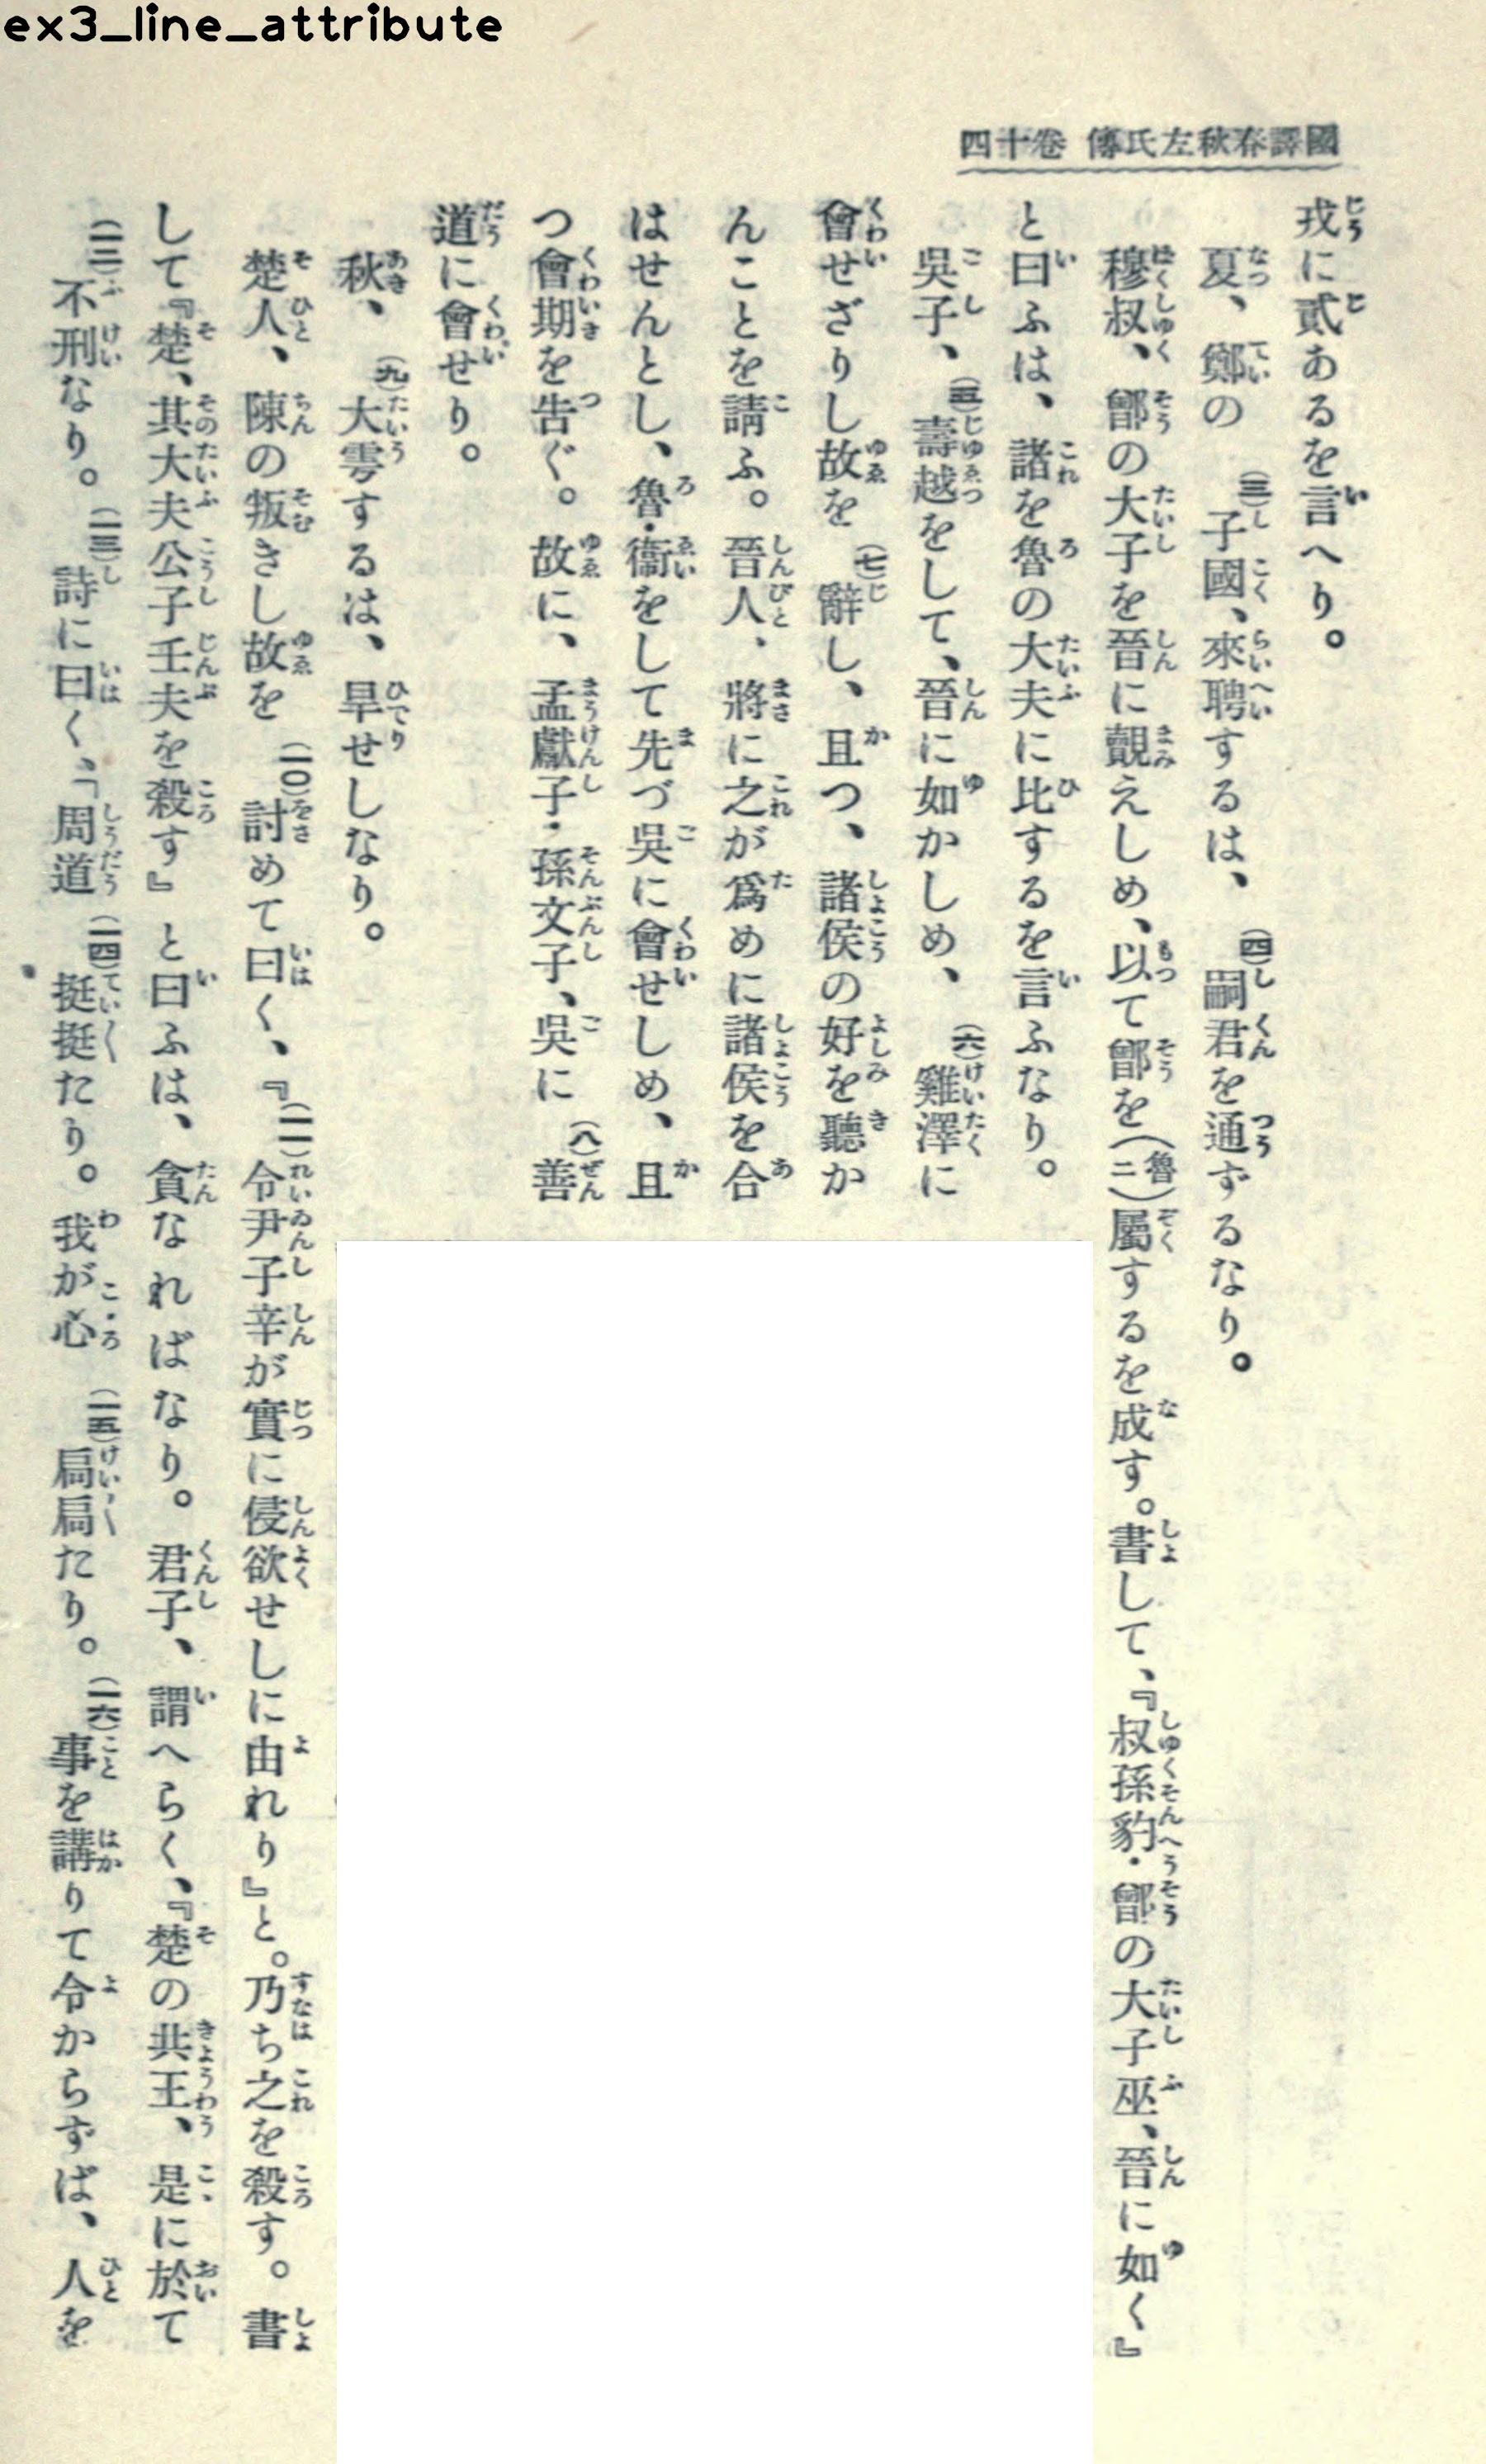 ex3_line_attribute
國譯春秋左氏傳 卷十四
戎に貳あるを言へり。
夏、鄭の(三)子國、來聘するは、(四)嗣君を通ずるなり。
穆叔、鄫の大子を晉に覿えしめ、以て鄫を(魯二)屬するを成す。書して、『叔孫豹・鄫の大子巫、晉に如く』
と曰ふは、諸を魯の大夫に比するを言ふなり。
吳子、(五)壽越をして、晉に如かしめ、(六)雞澤に
會せざりし故を(七)辭し、且つ、諸侯の好を聽か
んことを請ふ。晉人、將に之が爲めに諸侯を合
はせんとし、魯・衞をして先づ吳に會せしめ、且
つ會期を吿ぐ。故に、孟獻子・孫文子、吳に(八)善
道に會せり。
秋、(九)大雩するは、旱せしなり。
楚人、陳の叛きし故を(一〇)討めて曰く、『(一一)令尹子辛が實に侵欲せしに由れり』と。乃ち之を殺す。書
して『楚、其大夫公子壬夫を殺す』と曰ふは、貪なればなり。君子、謂へらく、『楚の共王、是に於て
(一二)不刑なり。(一三)詩に曰く、「周道(一四)挺挺たり。我が心(一五)扃扃たり。(一六)事を講りて令からずば、人を